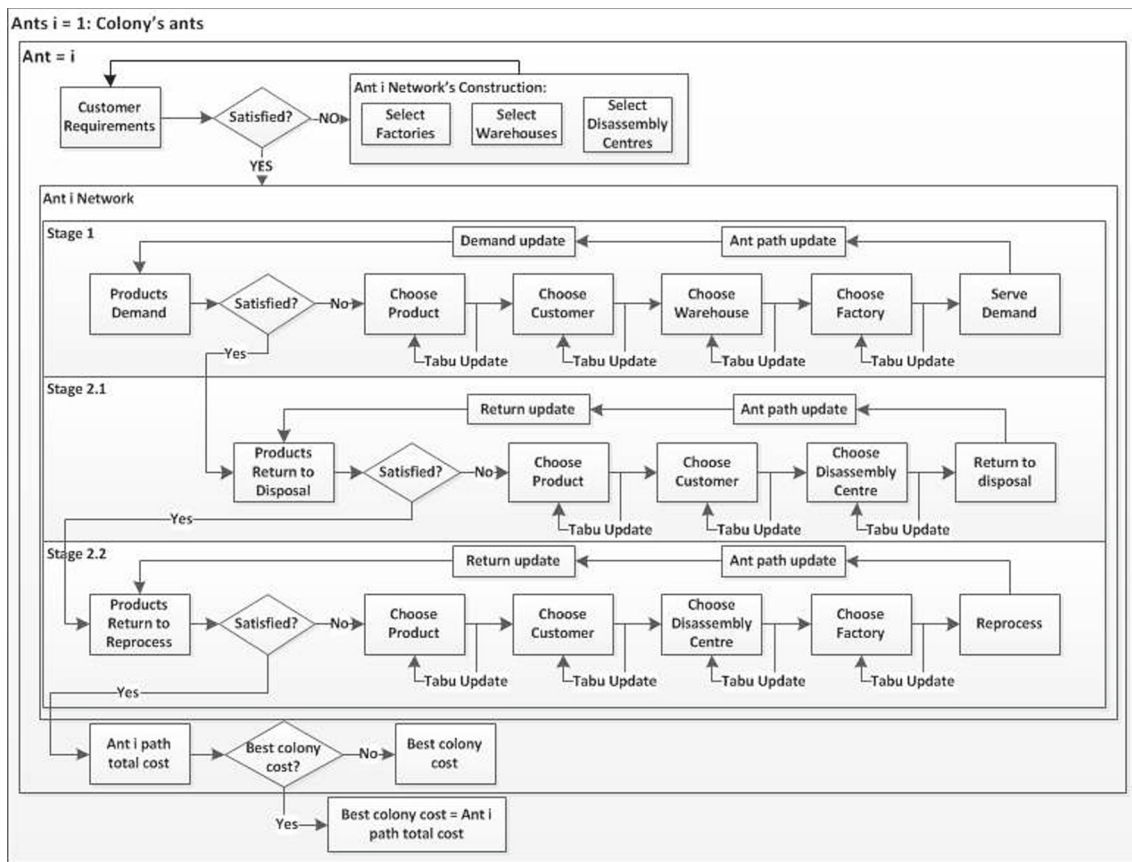 Ants i = 1: Colony's ants
Ant = i
Customer
Requirements
Satisfied?
NO
Ant i Network's Construction:
Select
Factories
Select
Warehouses
Select
Disassembly
Centres
YES
Ant i Network
Stage 1
Demand update
Ant path update
Products
Demand
Satisfied?
No
Choose
Product
Choose
Customer
Choose
Warehouse
Choose
Factory
Serve
Demand
Tabu Update
Tabu Update
Tabu Update
Tabu Update
Yes
Stage 2.1
Return update
Ant path update
Products
Return to
Disposal
Satisfied?
No
Choose
Product
Choose
Customer
Choose
Disassembly
Centre
Return to
disposal
Tabu Update
Tabu Update
Tabu Update
Yes
Stage 2.2
Return update
Ant path update
Products
Return to
Reprocess
Satisfied?
No
Choose
Product
Choose
Customer
Choose
Disassembly
Centre
Choose
Factory
Reprocess
Tabu Update
Tabu Update
Tabu Update
Tabu Update
Yes
Ant i path
total cost
Best colony
cost?
No
Best colony
cost
Yes
Best colony cost = Ant i
path total cost